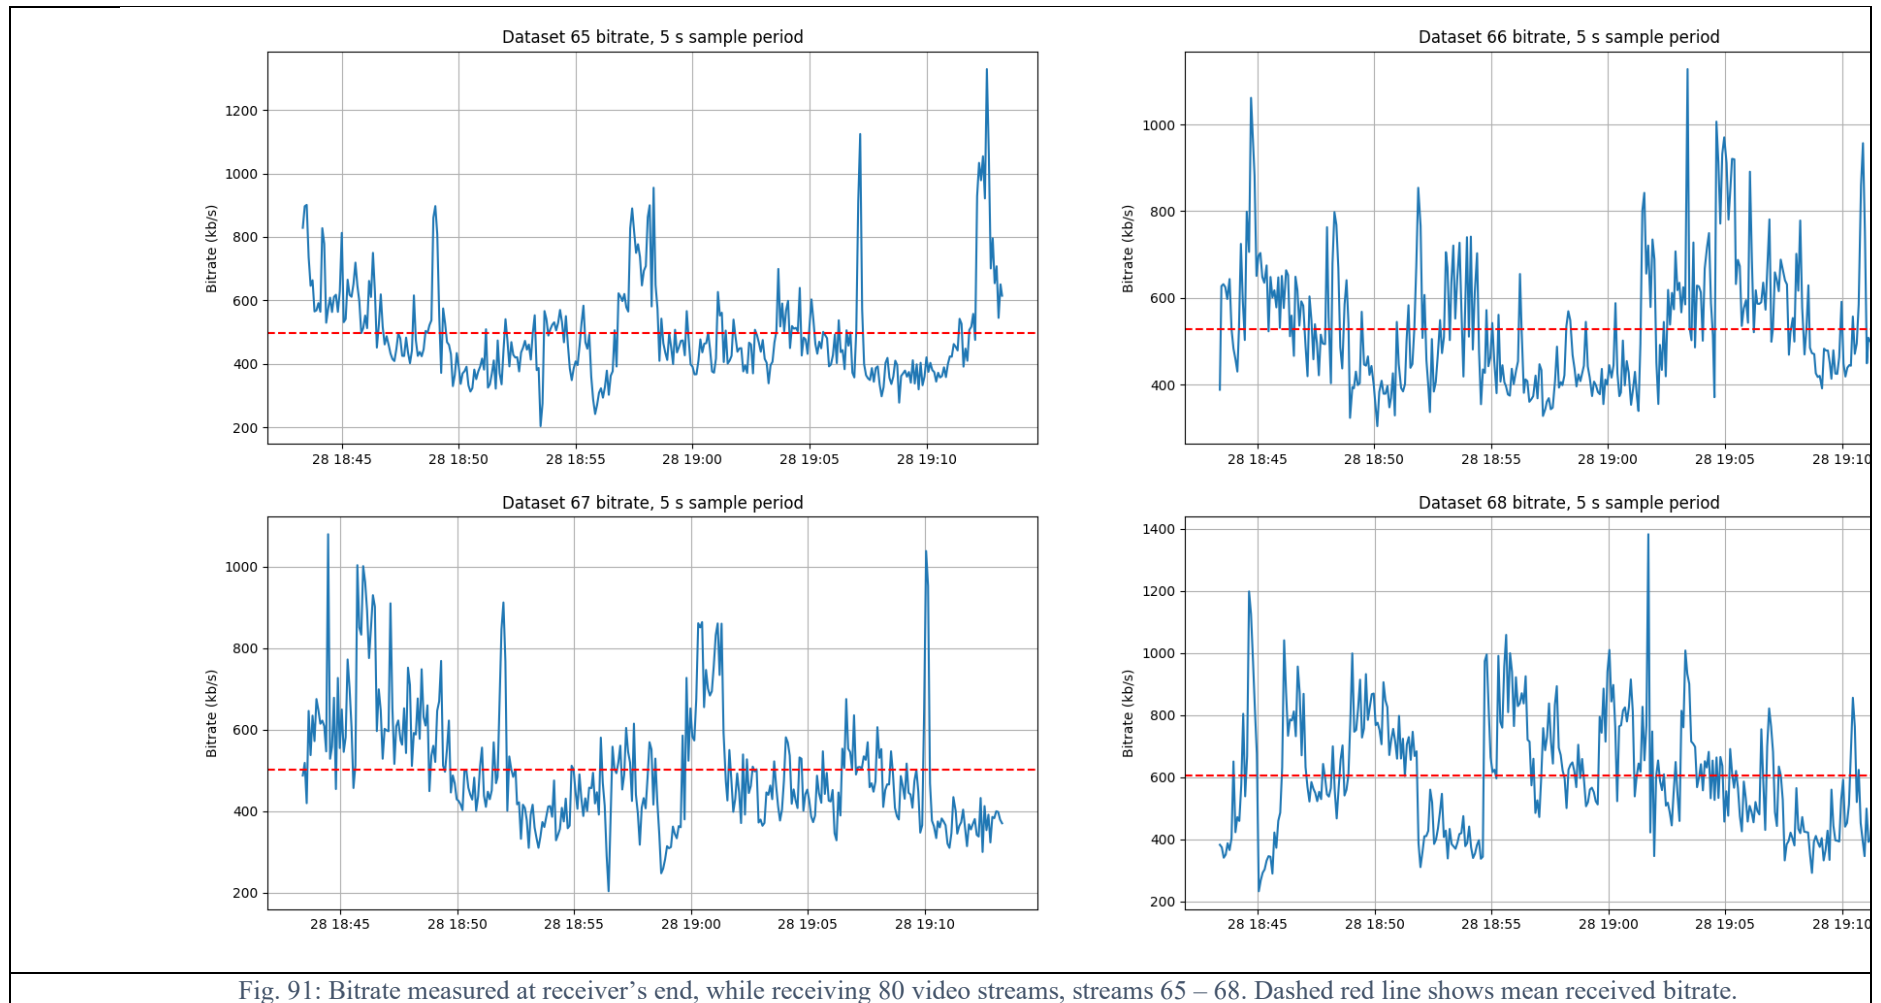 Dataset 65 bitrate, 5 s sample period
Bitrate (kb/s)
1200
1000
800
600
400
200
28 18:45 28 18:50 28 18:55 28 19:00 28 19:05 28 19:10
Dataset 66 bitrate, 5 s sample period
Bitrate (kb/s)
1000
800
600
400
28 18:45 28 18:50 28 18:55 28 19:00 28 19:05 28 19:10
Dataset 67 bitrate, 5 s sample period
Bitrate (kb/s)
1000
800
600
400
200
28 18:45 28 18:50 28 18:55 28 19:00 28 19:05 28 19:10
Dataset 68 bitrate, 5 s sample period
Bitrate (kb/s)
1400
1200
1000
800
600
400
200
28 18:45 28 18:50 28 18:55 28 19:00 28 19:05 28 19:10
Fig. 91: Bitrate measured at receiver’s end, while receiving 80 video streams, streams 65 – 68. Dashed red line shows mean received bitrate.